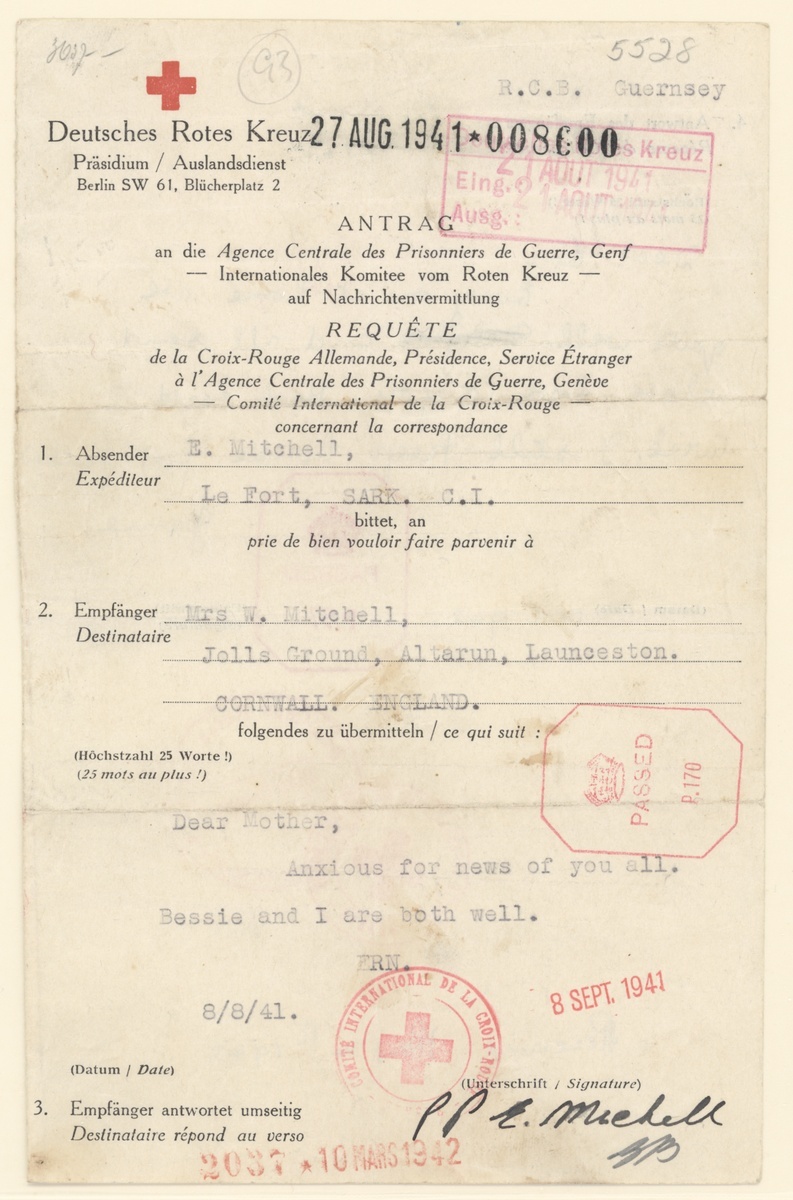 5528
G3
R.C.B. Guernsey
Deutsches Rotes Kreuz
27 AUG. 1941 * 008600
Präsidium / Auslandsdienst
Berlin SW 61, Blücherplatz 2
es Kreuz
21 AOUT 1941
Eing.
Ausg.:
ANTRAG
an die Agence Centrale des Prisonniers de Guerre, Genf
— Internationales Komitee vom Roten Kreuz —
auf Nachrichtenvermittlung
REQUÊTE
de la Croix-Rouge Allemande, Présidence, Service Étranger
à l'Agence Centrale des Prisonniers de Guerre, Genève
— Comité International de la Croix-Rouge —
concernant la correspondance
1. Absender E. Mitchell,
Expéditeur
Le Fort, SARK. C.I.
bittet, an
prie de bien vouloir faire parvenir à
2. Empfänger Mrs W. Mitchell,
Destinataire
Jolls Ground, Altarun, Launceston.
CORNWALL. ENGLAND.
folgendes zu übermitteln / ce qui suit :
(Höchstzahl 25 Worte !)
(25 mots au plus !)
PASSED
P.170
Dear Mother,
Anxious for news of you all.
Bessie and I are both well.
ERN.
8/8/41.
COMITÉ INTERNATIONAL DE LA CROIX-ROUGE
8 SEPT. 1941
(Datum / Date)
(Unterschrift / Signature)
3. Empfänger antwortet umseitig
Destinataire répond au verso
pp E. Mitchell
2037 * 10 MARS 1942